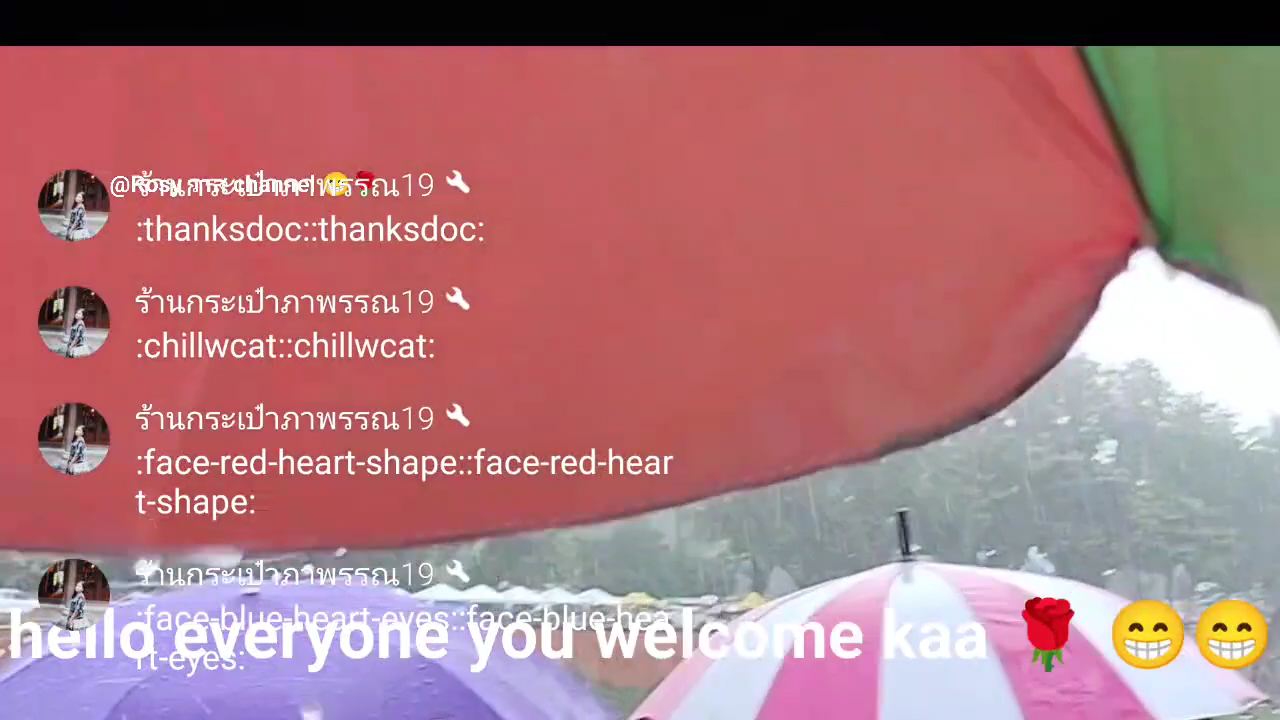 ร้านกระเป๋าภาพรรณ19
:thanksdoc::thanksdoc:
ร้านกระเป๋าภาพรรณ19
:chillwcat::chillwcat:
ร้านกระเป๋าภาพรรณ19
:face-red-heart-shape::face-red-hear
t-shape:
ร้านกระเป๋าภาพรรณ19
:face-blue-heart-eyes::face-blue-hea
rt-eyes:
hello everyone you welcome kaa 🌹 😁😁